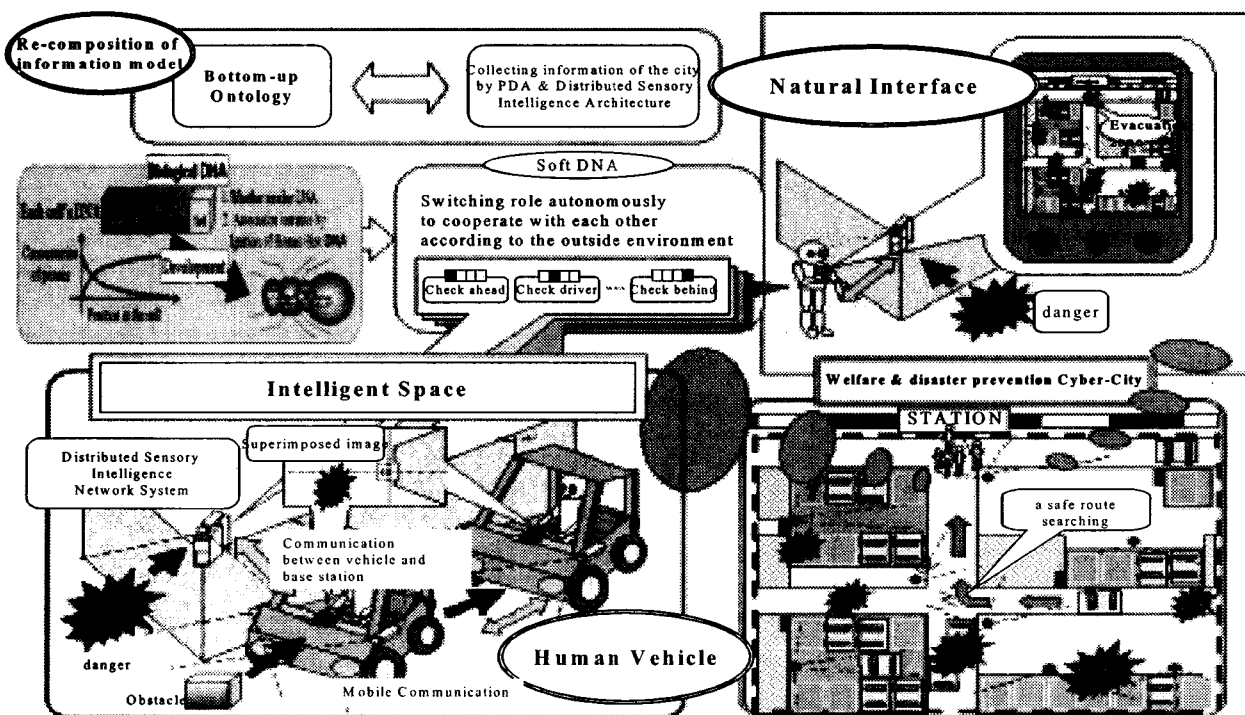 Re-composition of
information model
Bottom-up
Ontology
Collecting information of the city
by PDA & Distributed Sensory
Intelligence Architecture
Natural Interface
Evacuat
Biological DNA
Development
Soft DNA
Switching role autonomously
to cooperate with each other
according to the outside environment
Check ahead
Check driver
Check behind
danger
Intelligent Space
Welfare & disaster prevention Cyber-City
STATION
Superimposed image
Distributed Sensory
Intelligence
Network System
a safe route
searching
Communication
between vehicle and
base station
danger
Human Vehicle
Obstacle
Mobile Communication